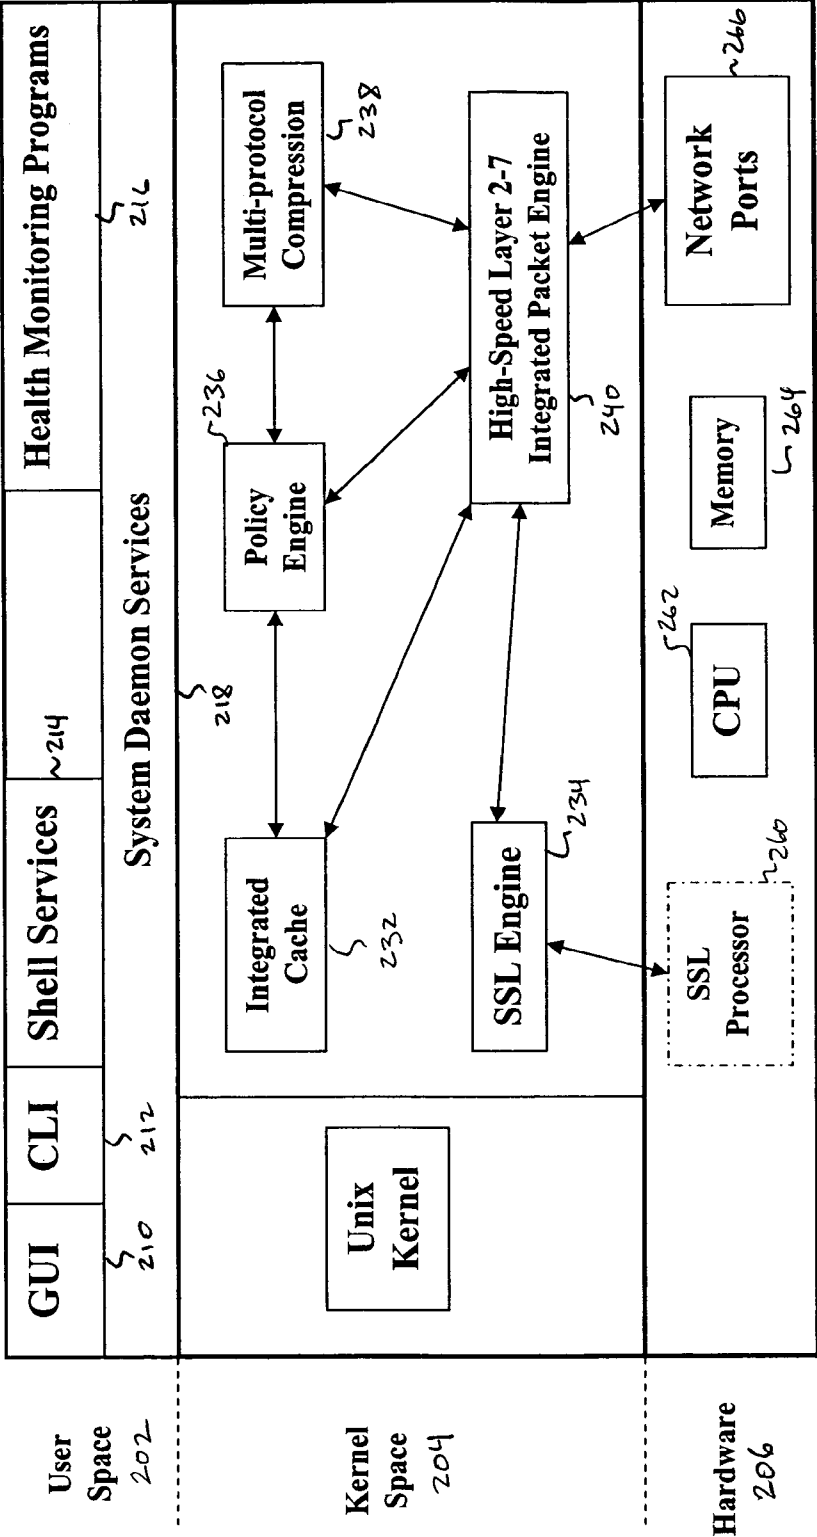 User
Space
202
GUI
210
CLI
212
Shell Services
214
Health Monitoring Programs
216
System Daemon Services
218
Kernel
Space
204
Unix
Kernel
Integrated
Cache
232
Policy
Engine
236
Multi-protocol
Compression
238
SSL Engine
234
High-Speed Layer 2-7
Integrated Packet Engine
240
Hardware
206
SSL
Processor
260
CPU
262
Memory
264
Network
Ports
266